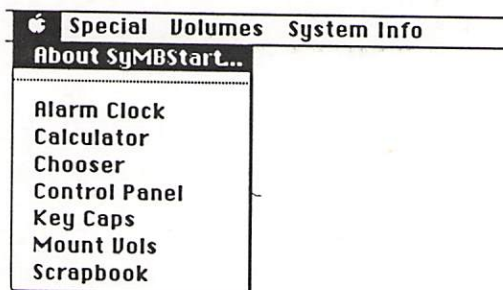 Special Volumes System Info
About SyMBStart...
Alarm Clock
Calculator
Chooser
Control Panel
Key Caps
Mount Vols
Scrapbook